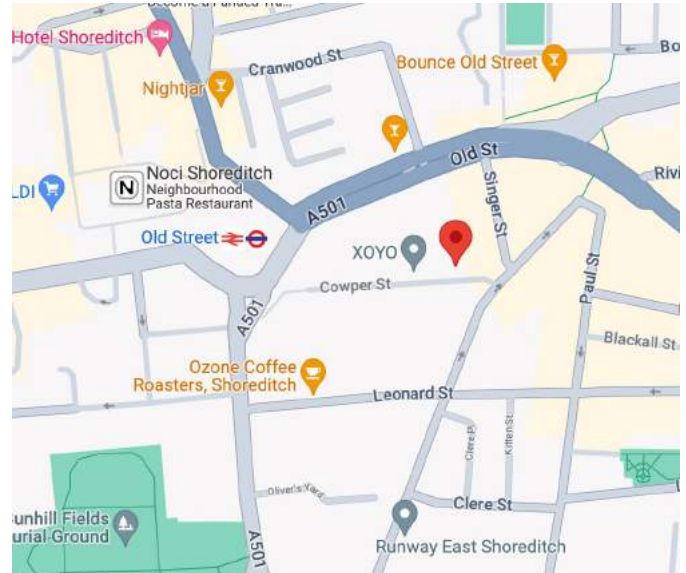 Hotel Shoreditch
Cranwood St
Bounce Old Street
Bo
Nightjar
Old St
Noci Shoreditch
Neighbourhood
Pasta Restaurant
N
LDI
A501
Singer St
Rivi
Old Street
XOYO
Cowper St
Paul St
A501
Blackall St
Ozone Coffee
Roasters, Shoreditch
Leonard St
Clere Pl
Kiffen St
Oliver's Yard
Clere St
L
unhill Fields
urial Ground
A501
Runway East Shoreditch